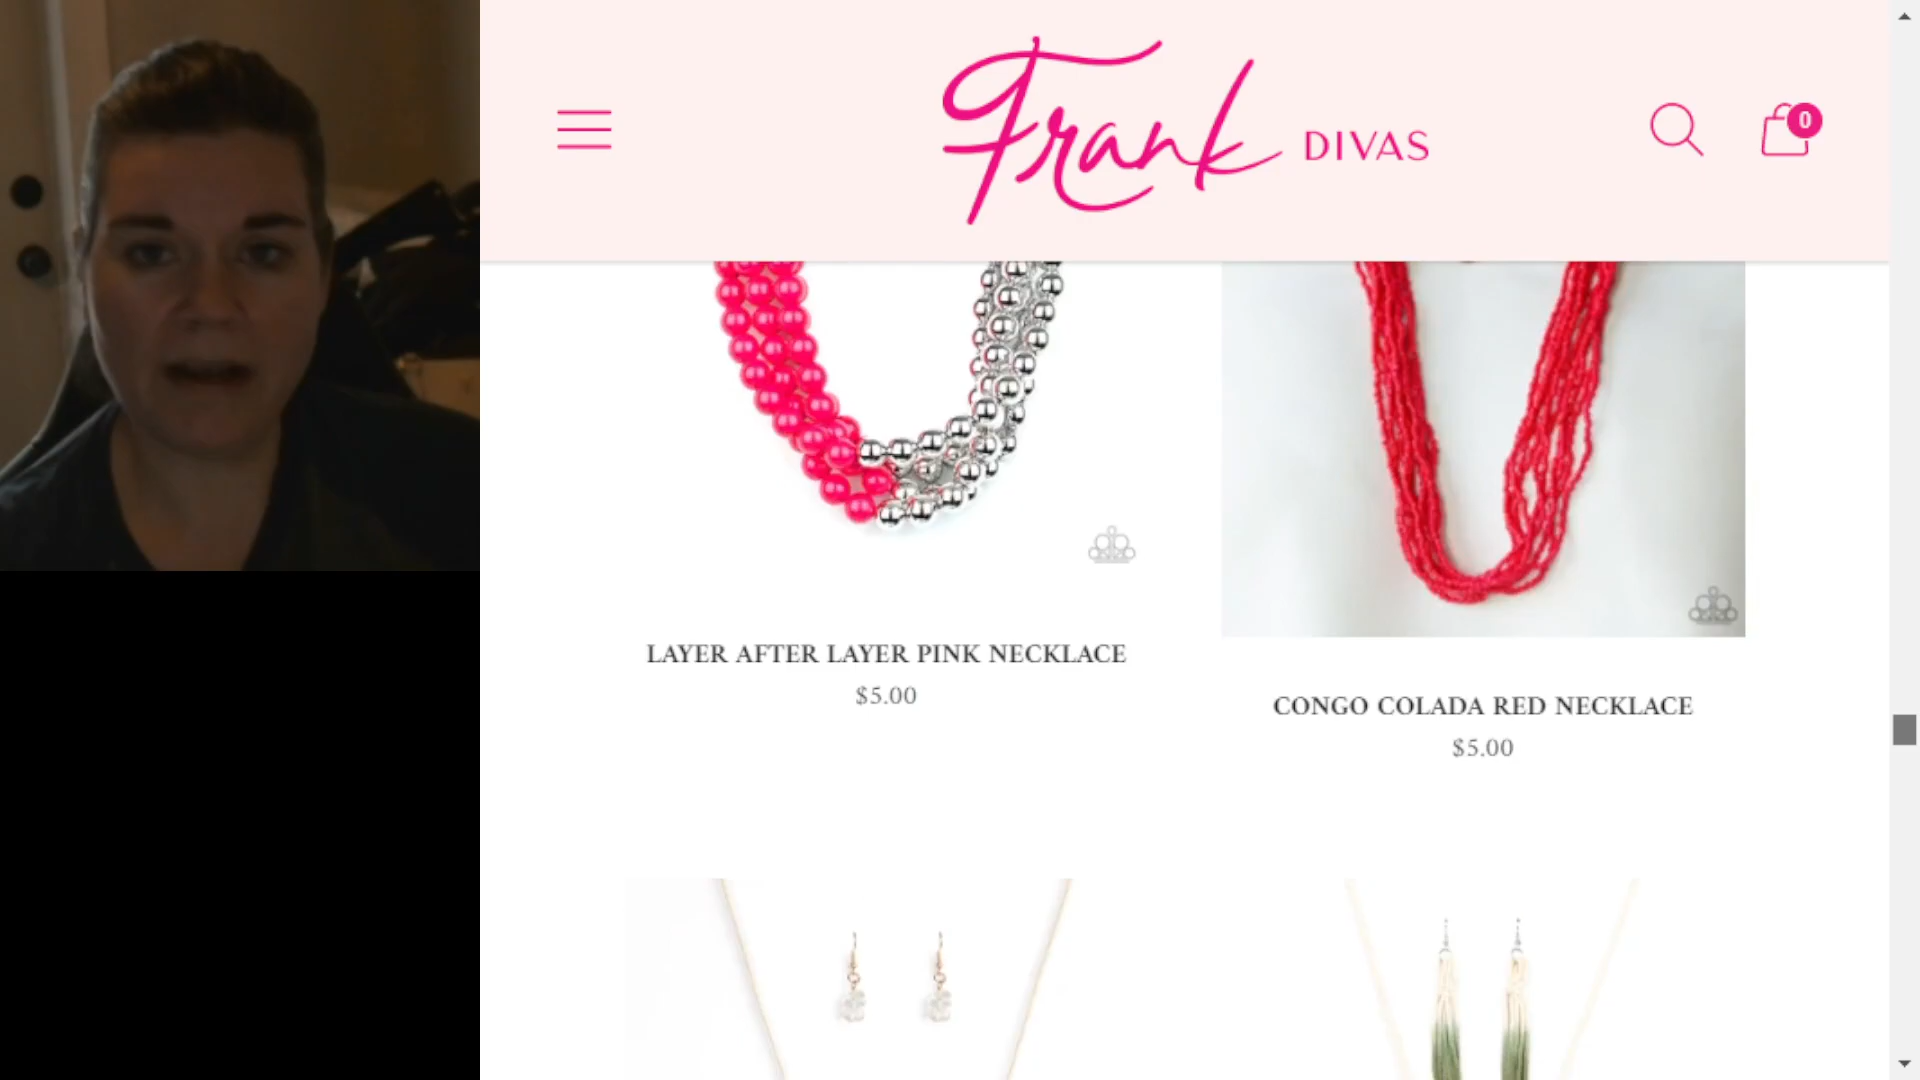 Frank DIVAS
0
LAYER AFTER LAYER PINK NECKLACE
$5.00
CONGO COLADA RED NECKLACE
$5.00